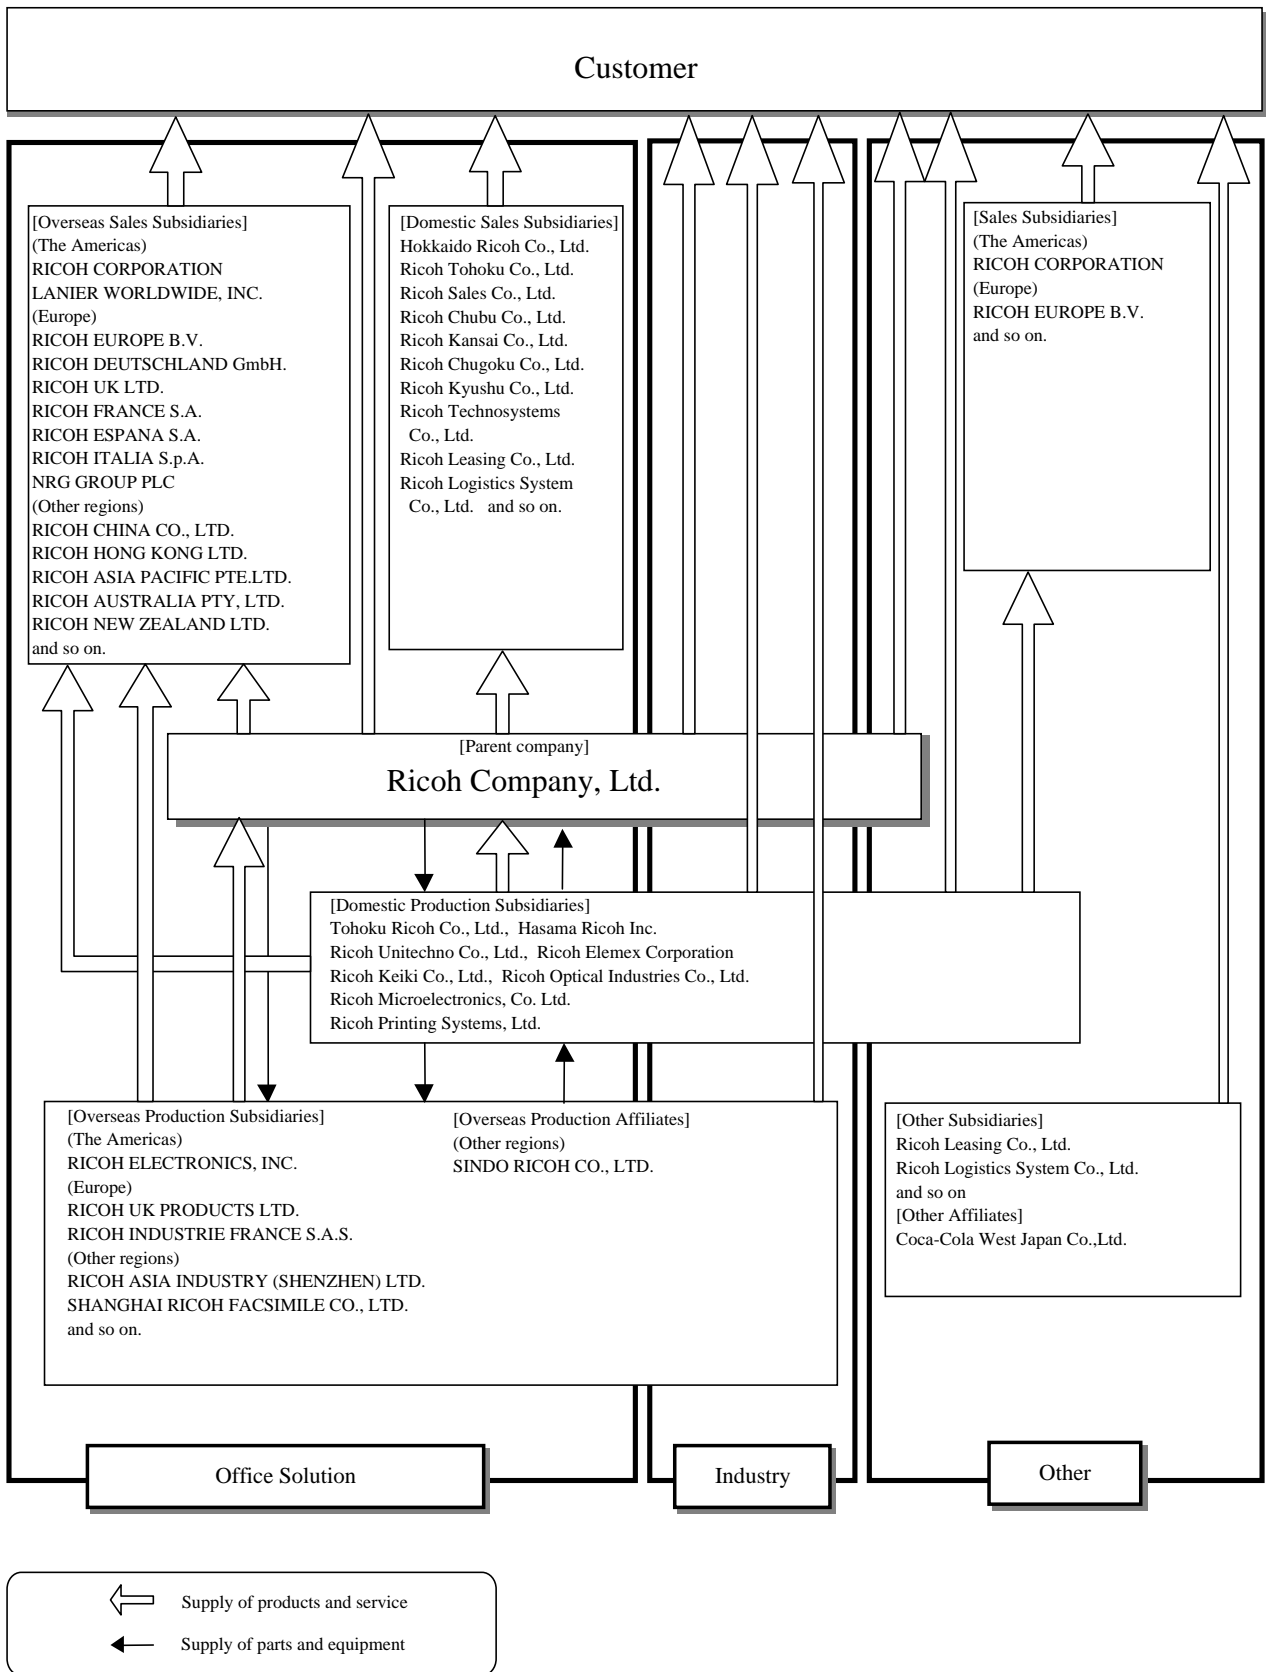 Customer
[Overseas Sales Subsidiaries]
(The Americas)
RICOH CORPORATION
LANIER WORLDWIDE, INC.
(Europe)
RICOH EUROPE B.V.
RICOH DEUTSCHLAND GmbH.
RICOH UK LTD.
RICOH FRANCE S.A.
RICOH ESPANA S.A.
RICOH ITALIA S.p.A.
NRG GROUP PLC
(Other regions)
RICOH CHINA CO., LTD.
RICOH HONG KONG LTD.
RICOH ASIA PACIFIC PTE.LTD.
RICOH AUSTRALIA PTY, LTD.
RICOH NEW ZEALAND LTD.
and so on.
[Domestic Sales Subsidiaries]
Hokkaido Ricoh Co., Ltd.
Ricoh Tohoku Co., Ltd.
Ricoh Sales Co., Ltd.
Ricoh Chubu Co., Ltd.
Ricoh Kansai Co., Ltd.
Ricoh Chugoku Co., Ltd.
Ricoh Kyushu Co., Ltd.
Ricoh Technosystems
Co., Ltd.
Ricoh Leasing Co., Ltd.
Ricoh Logistics System
Co., Ltd. and so on.
[Sales Subsidiaries]
(The Americas)
RICOH CORPORATION
(Europe)
RICOH EUROPE B.V.
and so on.
[Parent company]
Ricoh Company, Ltd.
[Domestic Production Subsidiaries]
Tohoku Ricoh Co., Ltd., Hasama Ricoh Inc.
Ricoh Unitechno Co., Ltd., Ricoh Elemex Corporation
Ricoh Keiki Co., Ltd., Ricoh Optical Industries Co., Ltd.
Ricoh Microelectronics, Co. Ltd.
Ricoh Printing Systems, Ltd.
[Overseas Production Subsidiaries]
(The Americas)
RICOH ELECTRONICS, INC.
(Europe)
RICOH UK PRODUCTS LTD.
RICOH INDUSTRIE FRANCE S.A.S.
(Other regions)
RICOH ASIA INDUSTRY (SHENZHEN) LTD.
SHANGHAI RICOH FACSIMILE CO., LTD.
and so on.
[Overseas Production Affiliates]
(Other regions)
SINDO RICOH CO., LTD.
[Other Subsidiaries]
Ricoh Leasing Co., Ltd.
Ricoh Logistics System Co., Ltd.
and so on
[Other Affiliates]
Coca-Cola West Japan Co.,Ltd.
Office Solution
Industry
Other
Supply of products and service
Supply of parts and equipment